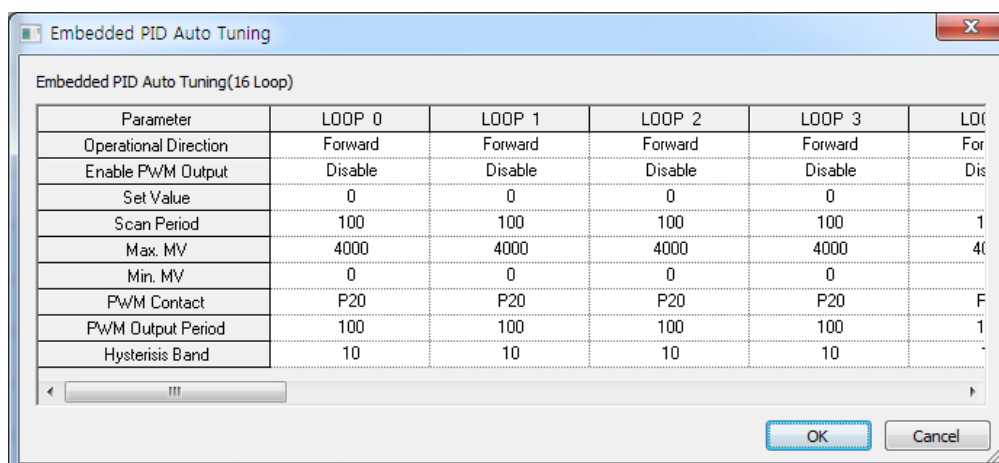 Embedded PID Auto Tuning
Embedded PID Auto Tuning(16 Loop)
Parameter LOOP 0 LOOP 1 LOOP 2 LOOP 3
Operational Direction Forward Forward Forward Forward
Enable PWM Output Disable Disable Disable Disable
Set Value 0 0 0 0
Scan Period 100 100 100 100
Max. MV 4000 4000 4000 4000
Min. MV 0 0 0 0
PWM Contact P20 P20 P20 P20
PWM Output Period 100 100 100 100
Hysterisis Band 10 10 10 10
OK Cancel